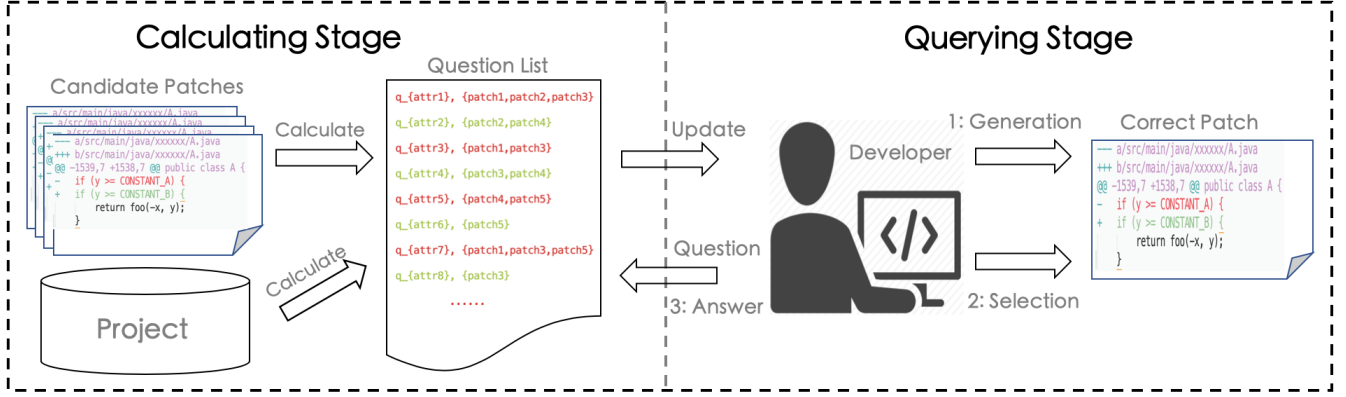 Calculating Stage
Querying Stage
Candidate Patches
--- a/src/main/java/xxxxxx/A.java
+++ b/src/main/java/xxxxxx/A.java
@@ -1539,7 +1538,7 @@ public class A {
- if (y >= CONSTANT_A) {
+ if (y >= CONSTANT_B) {
return foo(-x, y);
}
Project
Calculate
Calculate
Question List
q_{attr1}, {patch1,patch2,patch3}
q_{attr2}, {patch2,patch4}
q_{attr3}, {patch1,patch3}
q_{attr4}, {patch3,patch4}
q_{attr5}, {patch4,patch5}
q_{attr6}, {patch5}
q_{attr7}, {patch1,patch3,patch5}
q_{attr8}, {patch3}
......
Update
Question
3: Answer
Developer
1: Generation
2: Selection
Correct Patch
--- a/src/main/java/xxxxxx/A.java
+++ b/src/main/java/xxxxxx/A.java
@@ -1539,7 +1538,7 @@ public class A {
- if (y >= CONSTANT_A) {
+ if (y >= CONSTANT_B) {
return foo(-x, y);
}